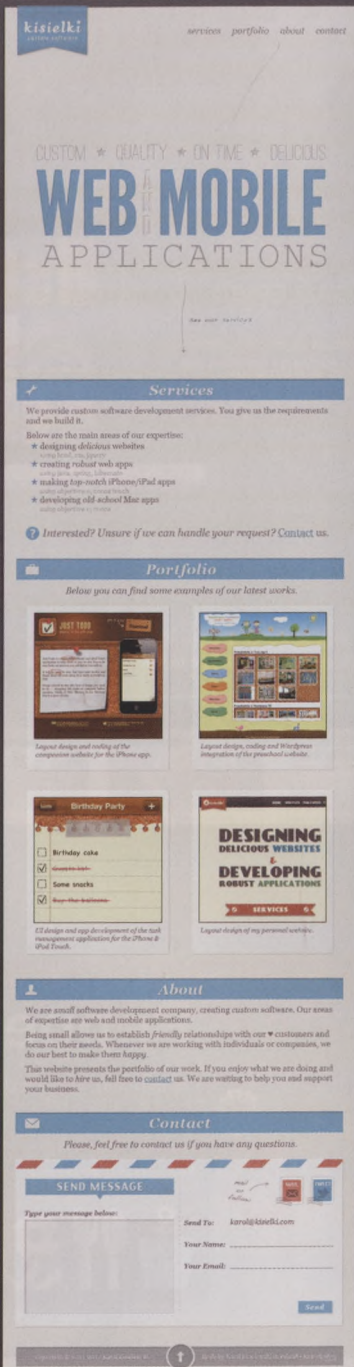 kisielki
custom software
services portfolio about contact
CUSTOM ★ QUALITY ★ ON TIME ★ DELICIOUS
WEB MOBILE
APPLICATIONS
Services
We provide custom software development services. You give us the requirements
and we build it.
Below are the main areas of our expertise:
★ designing delicious websites
★ creating robust web apps
★ making top-notch iPhone/iPad apps
★ developing old-school Mac apps
Interested? Unsure if we can handle your request? Contact us.
Portfolio
Below you can find some examples of our latest works.
JUST TODO
Layout design and coding of the
companion website for the iPhone app.
Layout design, coding and Wordpress
integration of the preschool website.
Birthday Party
Birthday cake
Guests list
Some snacks
Buy the balloons
UI design and app development of the task
management application for the iPhone &
iPod Touch.
DESIGNING
DELICIOUS WEBSITES
&
DEVELOPING
ROBUST APPLICATIONS
SERVICES
Layout design of my personal website.
About
We are small software development company, creating custom software. Our areas
of expertise are web and mobile applications.
Being small allows us to establish friendly relationships with our ♥ customers and
focus on their needs. Whenever we are working with individuals or companies, we
do our best to make them happy.
This website presents the portfolio of our work. If you enjoy what we are doing and
would like to hire us, fell free to contact us. We are waiting to help you and support
your business.
Contact
Please, feel free to contact us if you have any questions.
SEND MESSAGE
Type your message below:
Send To: karol@kisielki.com
Your Name:
Your Email:
Send